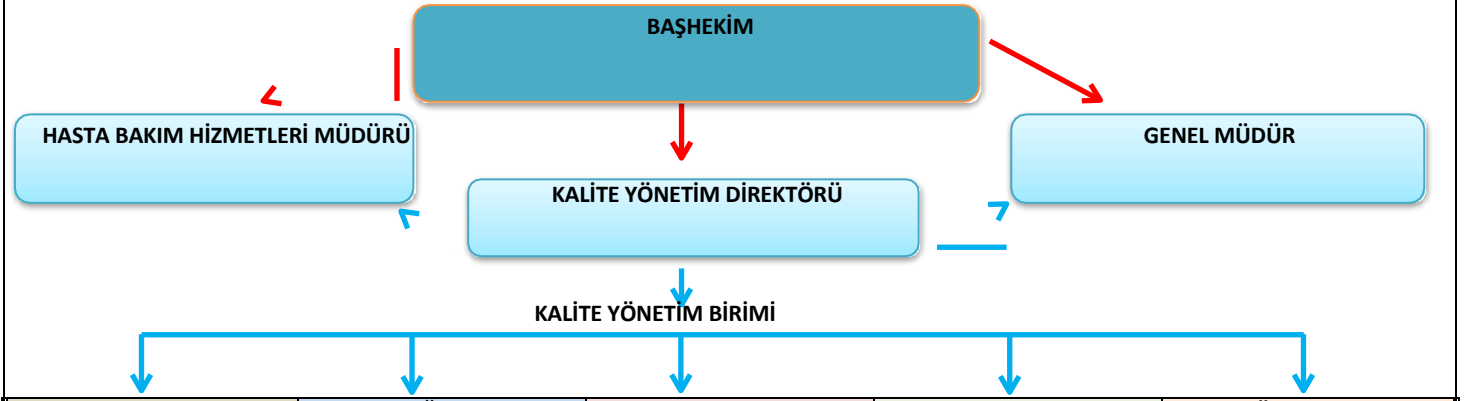 BAŞHEKİM
HASTA BAKIM HİZMETLERİ MÜDÜRÜ
GENEL MÜDÜR
KALİTE YÖNETİM DİREKTÖRÜ
KALİTE YÖNETİM BİRİMİ